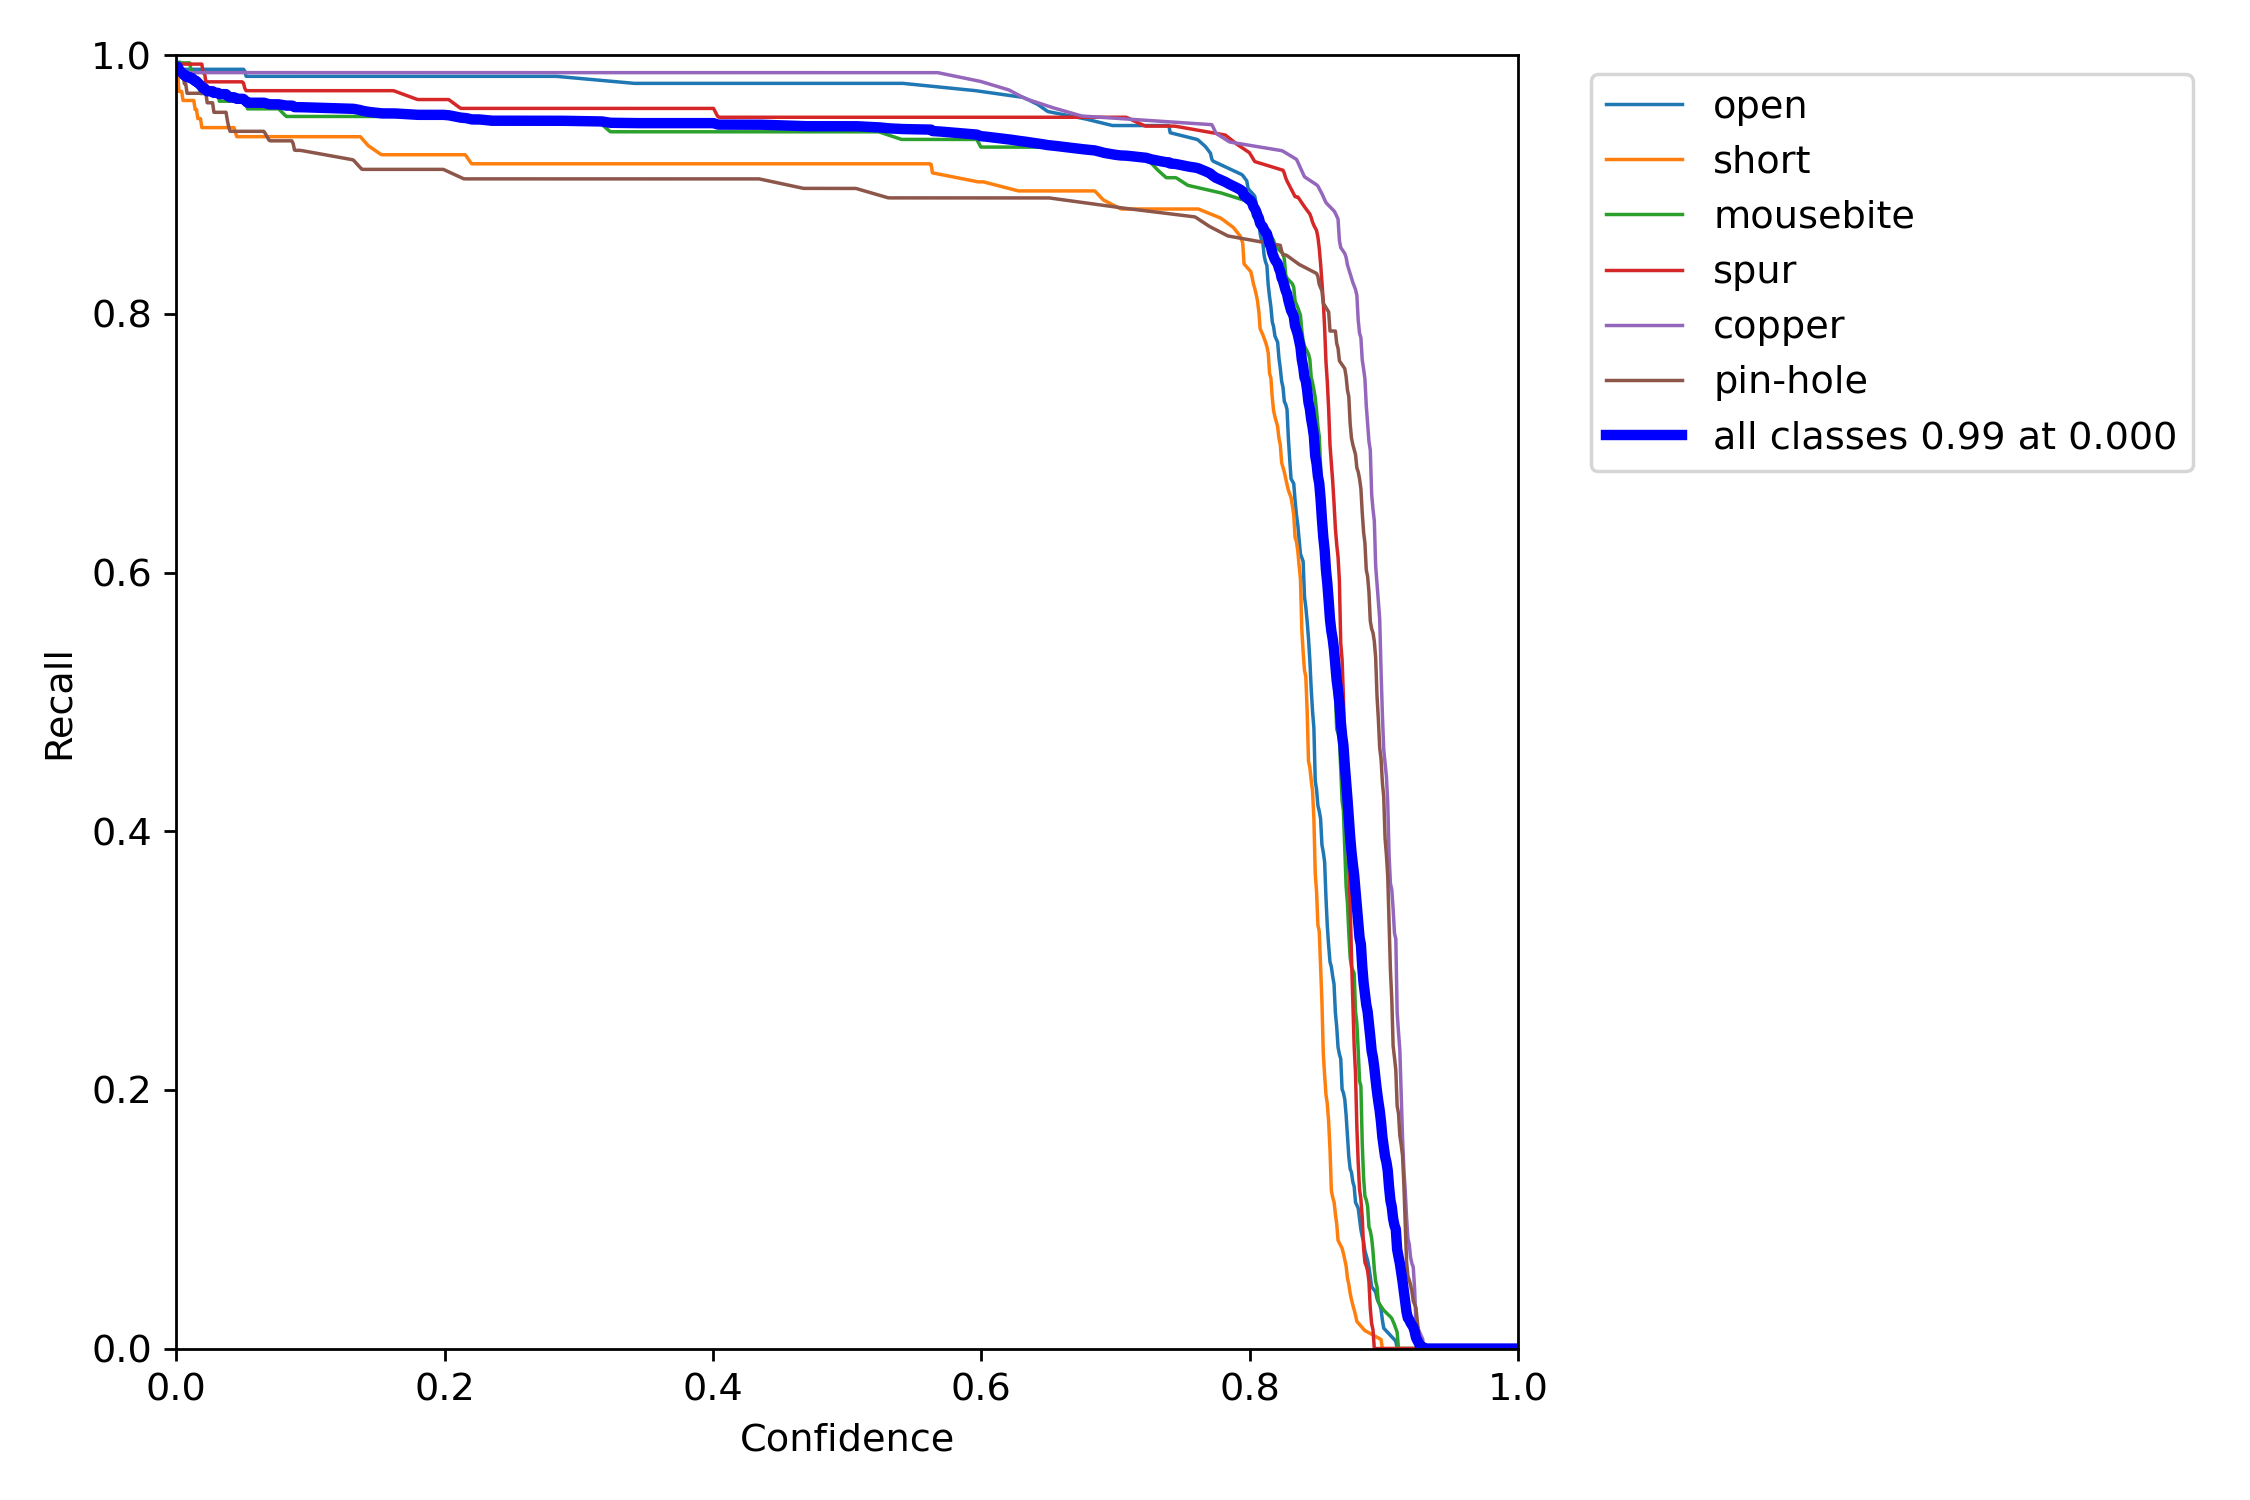 1.0
0.8
0.6
0.4
0.2
0.0
Recall
0.0 0.2 0.4 0.6 0.8 1.0
Confidence
open
short
mousebite
spur
copper
pin-hole
all classes 0.99 at 0.000